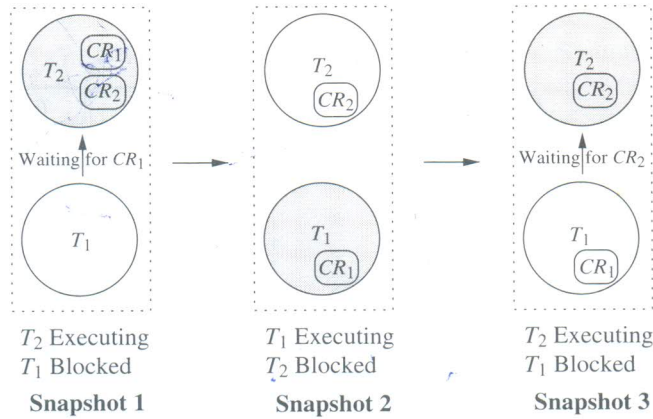 CR1
T2
CR2
Waiting for CR1
T1
T2 Executing
T1 Blocked
Snapshot 1
T2
CR2
T1
CR1
T1 Executing
T2 Blocked
Snapshot 2
T2
CR2
Waiting for CR2
T1
CR1
T2 Executing
T1 Blocked
Snapshot 3